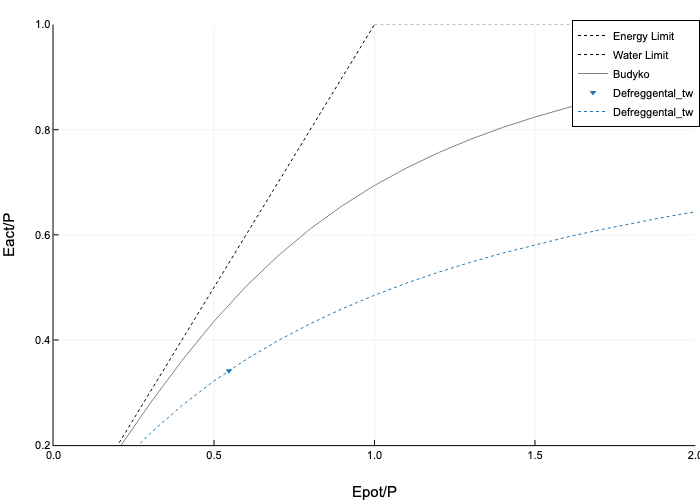 1.0
0.8
0.6
0.4
0.2
Eact/P
0.0
0.5
1.0
1.5
2.0
Epot/P
Energy Limit
Water Limit
Budyko
Defreggental_tw
Defreggental_tw